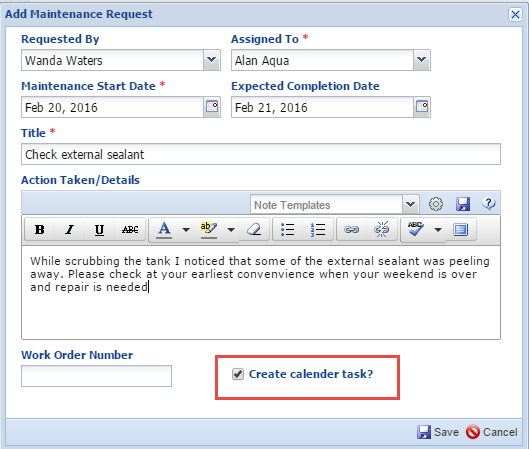 Add Maintenance Request
Requested By Assigned To *
Wanda Waters Alan Aqua
Maintenance Start Date * Expected Completion Date
Feb 20, 2016 Feb 21, 2016
Title *
Check external sealant
Action Taken/Details
Note Templates
B I U ABC A ab ABC
While scrubbing the tank I noticed that some of the external sealant was peeling
away. Please check at your earliest convenvience when your weekend is over
and repair is needed
Work Order Number
Create calender task?
Save Cancel